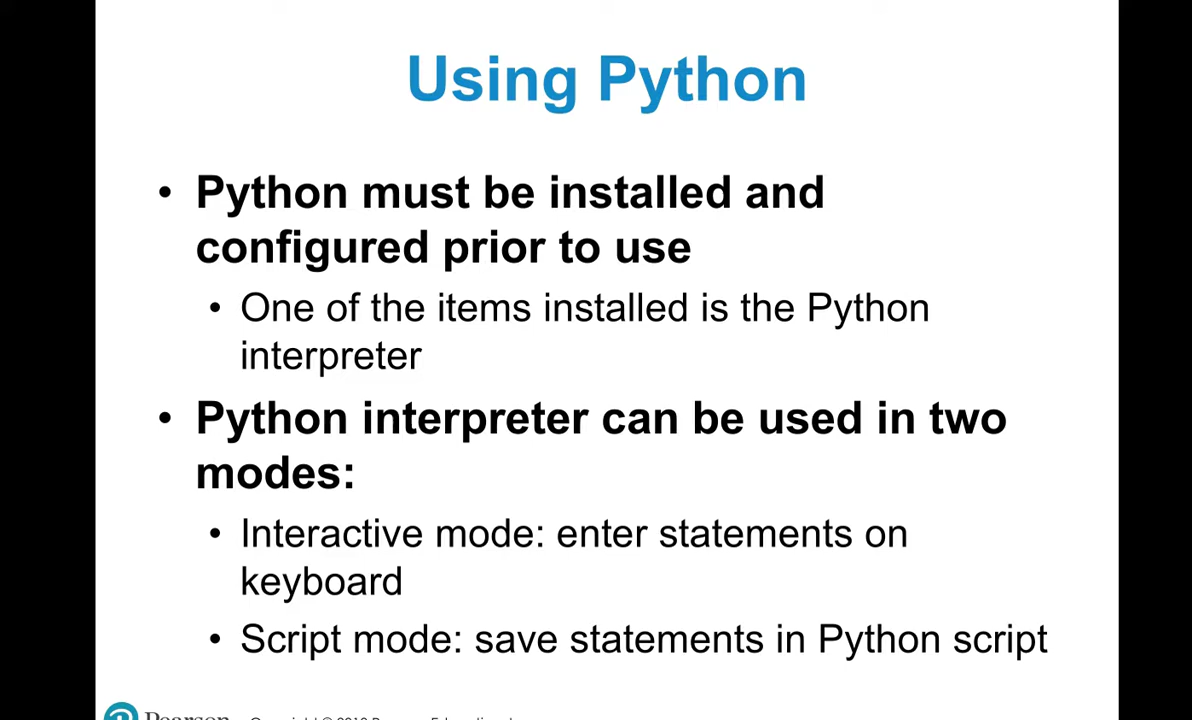 Using Python
• Python must be installed and
configured prior to use
• One of the items installed is the Python
interpreter
• Python interpreter can be used in two
modes:
• Interactive mode: enter statements on
keyboard
• Script mode: save statements in Python script
Pearson